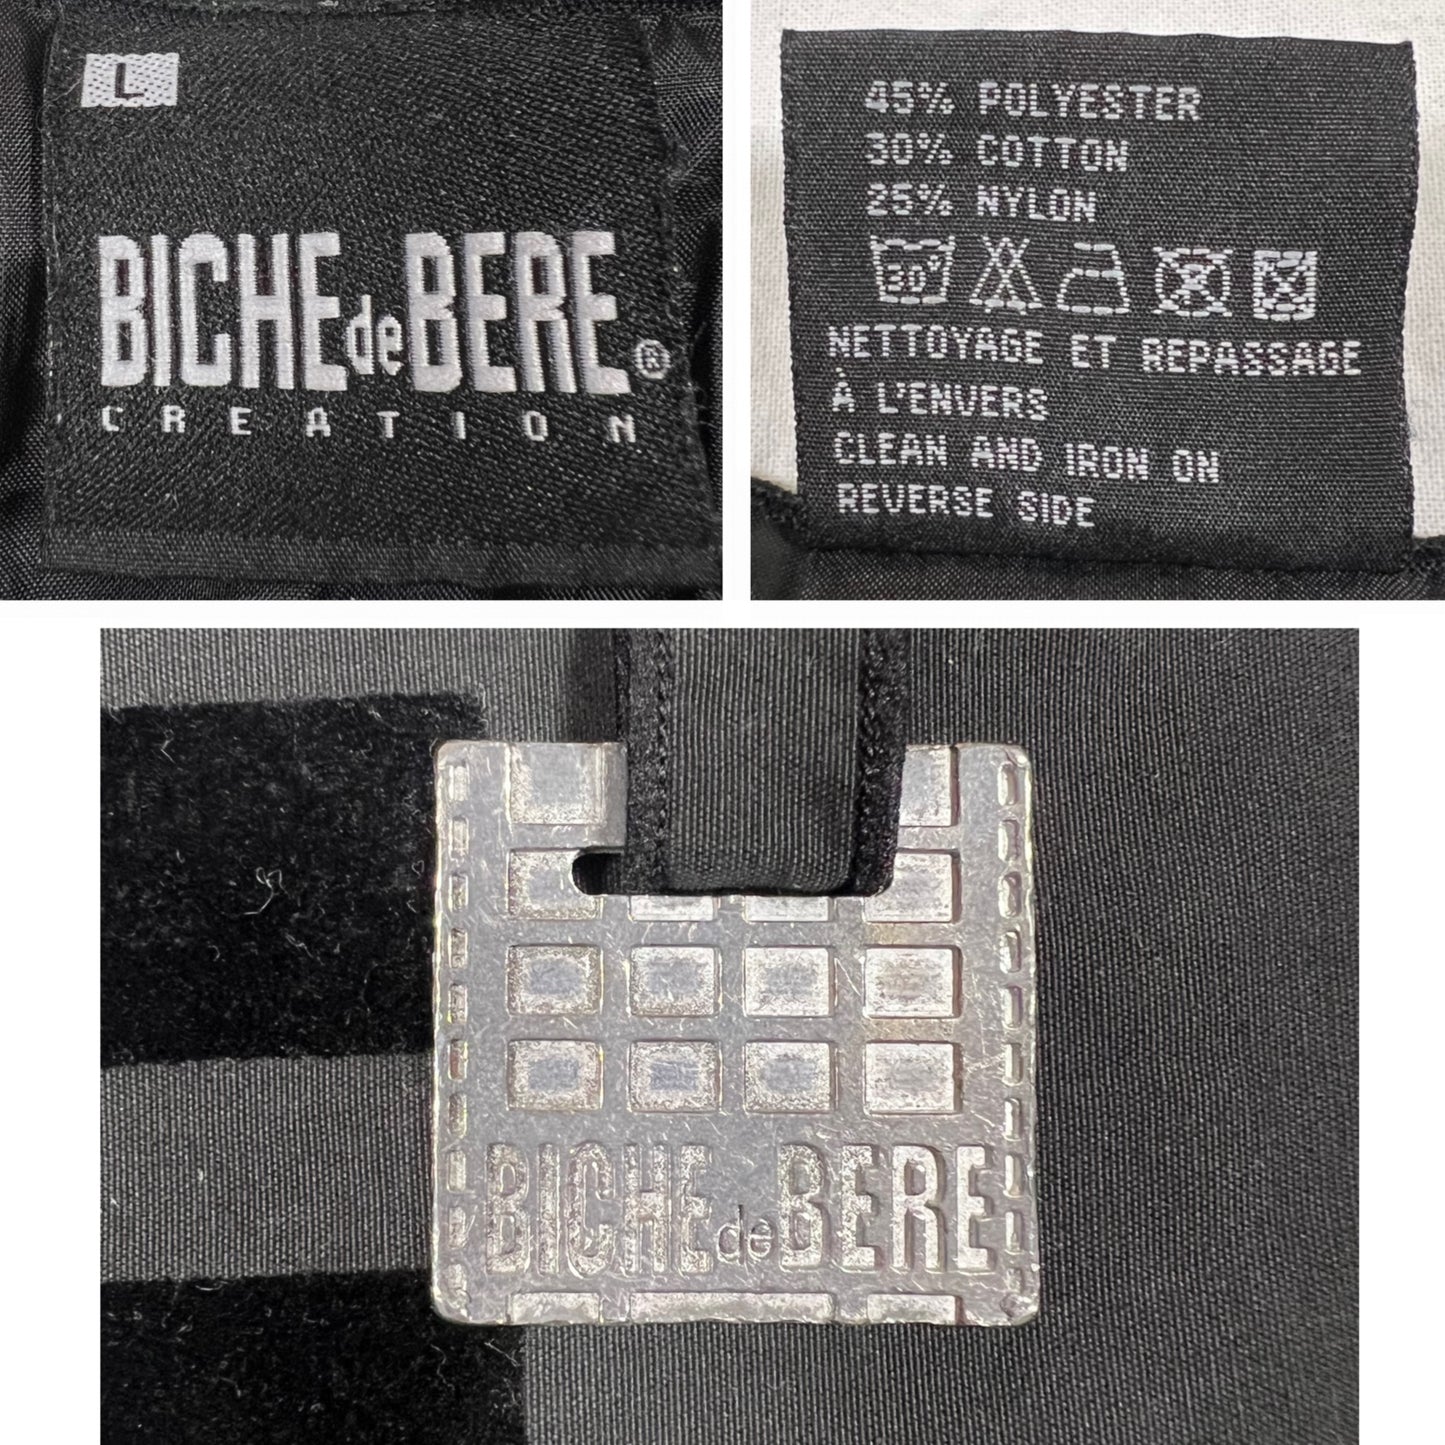 L
BICHE de BERE ®
CREATION
45% POLYESTER
30% COTTON
25% NYLON
30°
NETTOYAGE ET REPASSAGE
À L'ENVERS
CLEAN AND IRON ON
REVERSE SIDE
BICHE de BERE